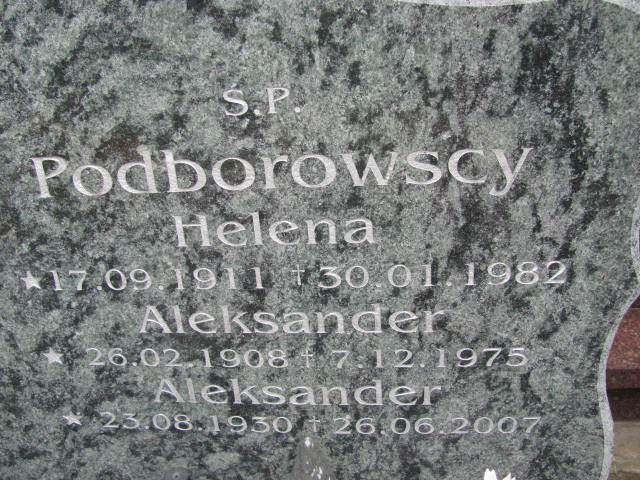 Ś.P.
Podborowscy
Helena
★17.09.1911 †30.01.1982
Aleksander
★ 26.02.1908 † 7.12.1975
Aleksander
★ 23.08.1930 † 26.06.2007